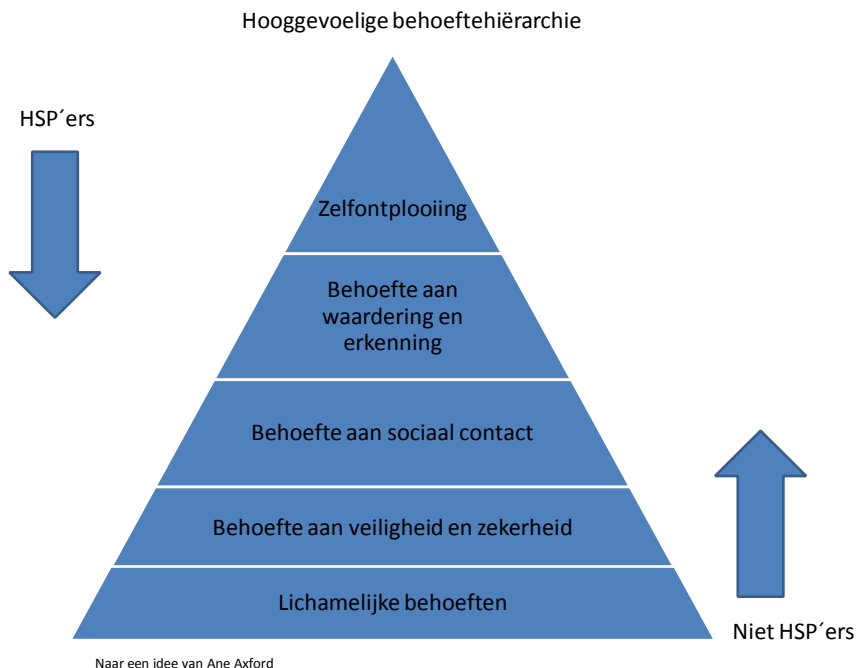 Hooggevoelige behoeftehiërarchie
HSP´ers
Zelfontplooiing
Behoefte aan
waardering en
erkenning
Behoefte aan sociaal contact
Behoefte aan veiligheid en zekerheid
Lichamelijke behoeften
Niet HSP´ers
Naar een idee van Ane Axford